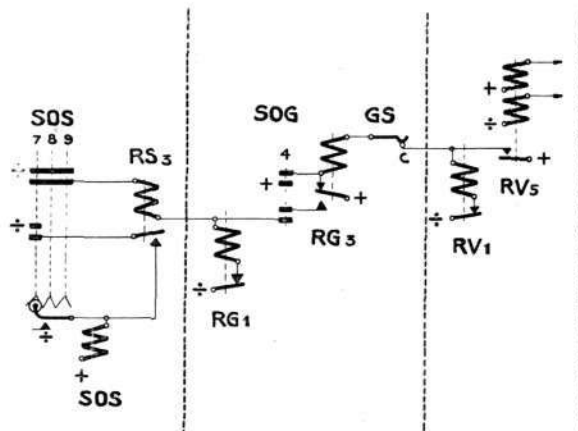 SOS
7 8 9
÷
÷
÷
+
SOS
RS3
÷
RG1
SOG
4
+
+
RG3
GS
C
÷
RV1
+
÷
+
RV5